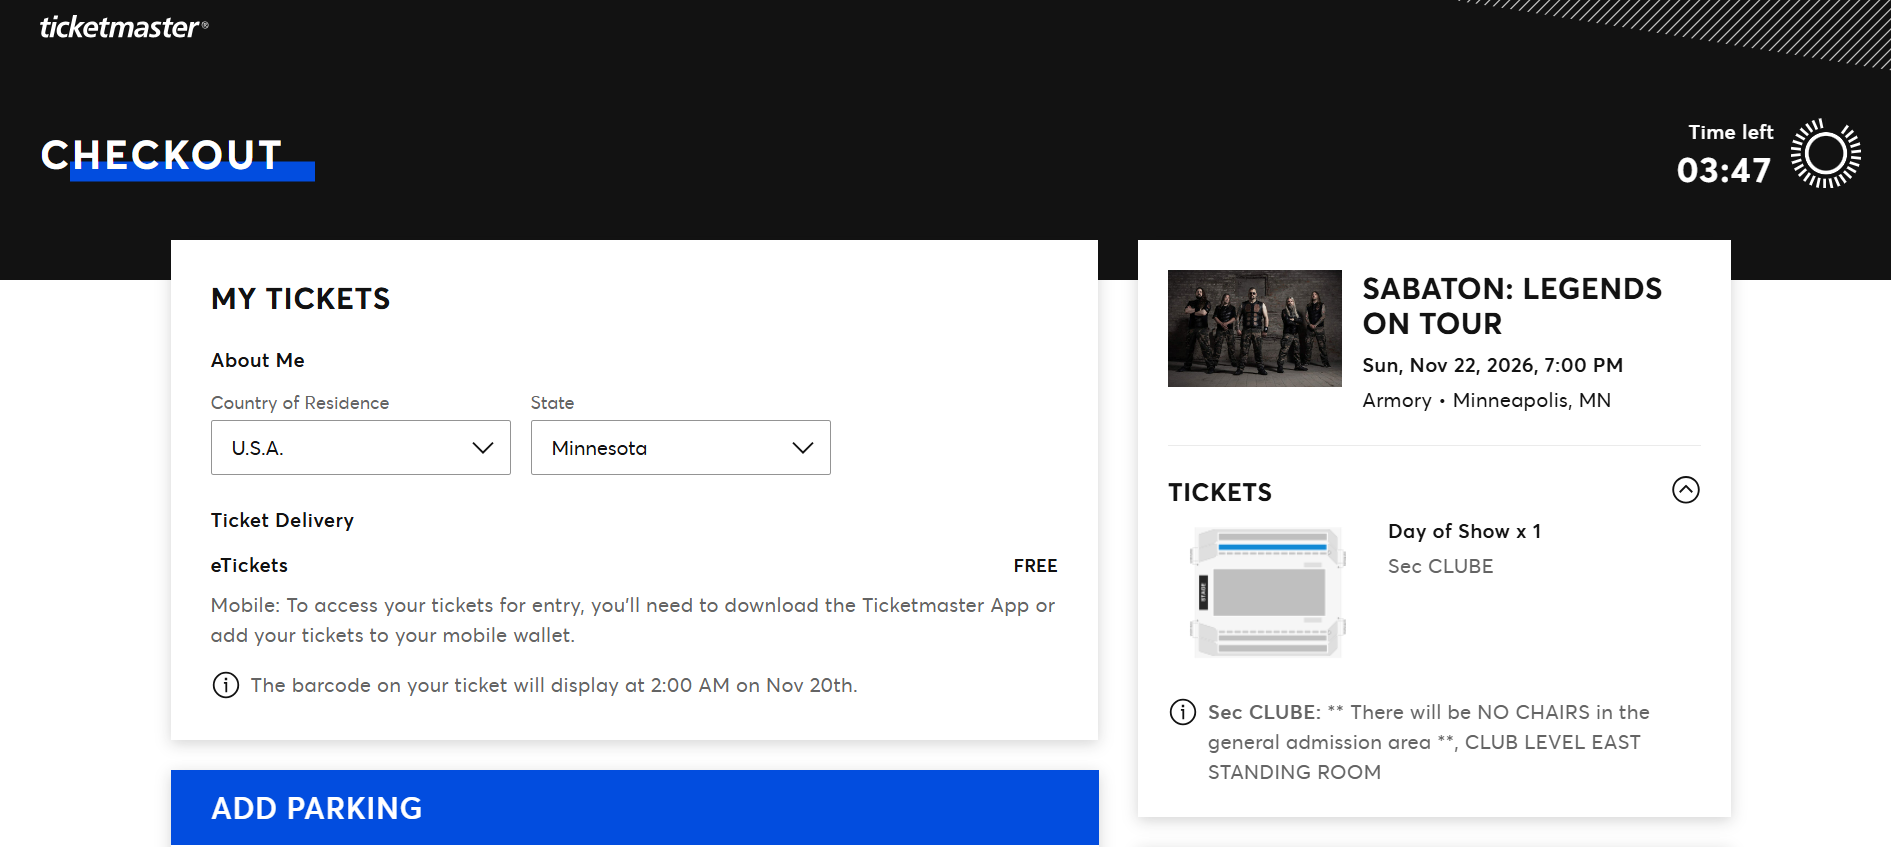 ticketmaster®
CHECKOUT
Time left
03:47
MY TICKETS
About Me
Country of Residence
State
U.S.A.
Minnesota
Ticket Delivery
eTickets
FREE
Mobile: To access your tickets for entry, you'll need to download the Ticketmaster App or
add your tickets to your mobile wallet.
The barcode on your ticket will display at 2:00 AM on Nov 20th.
ADD PARKING
SABATON: LEGENDS
ON TOUR
Sun, Nov 22, 2026, 7:00 PM
Armory • Minneapolis, MN
TICKETS
STAGE
Day of Show x 1
Sec CLUBE
Sec CLUBE: ** There will be NO CHAIRS in the
general admission area **, CLUB LEVEL EAST
STANDING ROOM